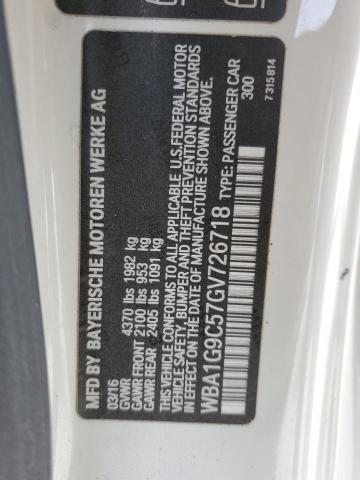 MFD BY BAYERISCHE MOTOREN WERKE AG
03/16
GVWR 4370 lbs 1982 kg
GAWR FRONT 2100 lbs 953 kg
GAWR REAR 2405 lbs 1091 kg
THIS VEHICLE CONFORMS TO ALL APPLICABLE U.S. FEDERAL MOTOR
VEHICLE SAFETY, BUMPER AND THEFT PREVENTION STANDARDS IN
EFFECT ON THE DATE OF MANUFACTURE SHOWN ABOVE.
WBA1G9C57GV726718 TYPE: PASSENGER CAR
300
7 315 814